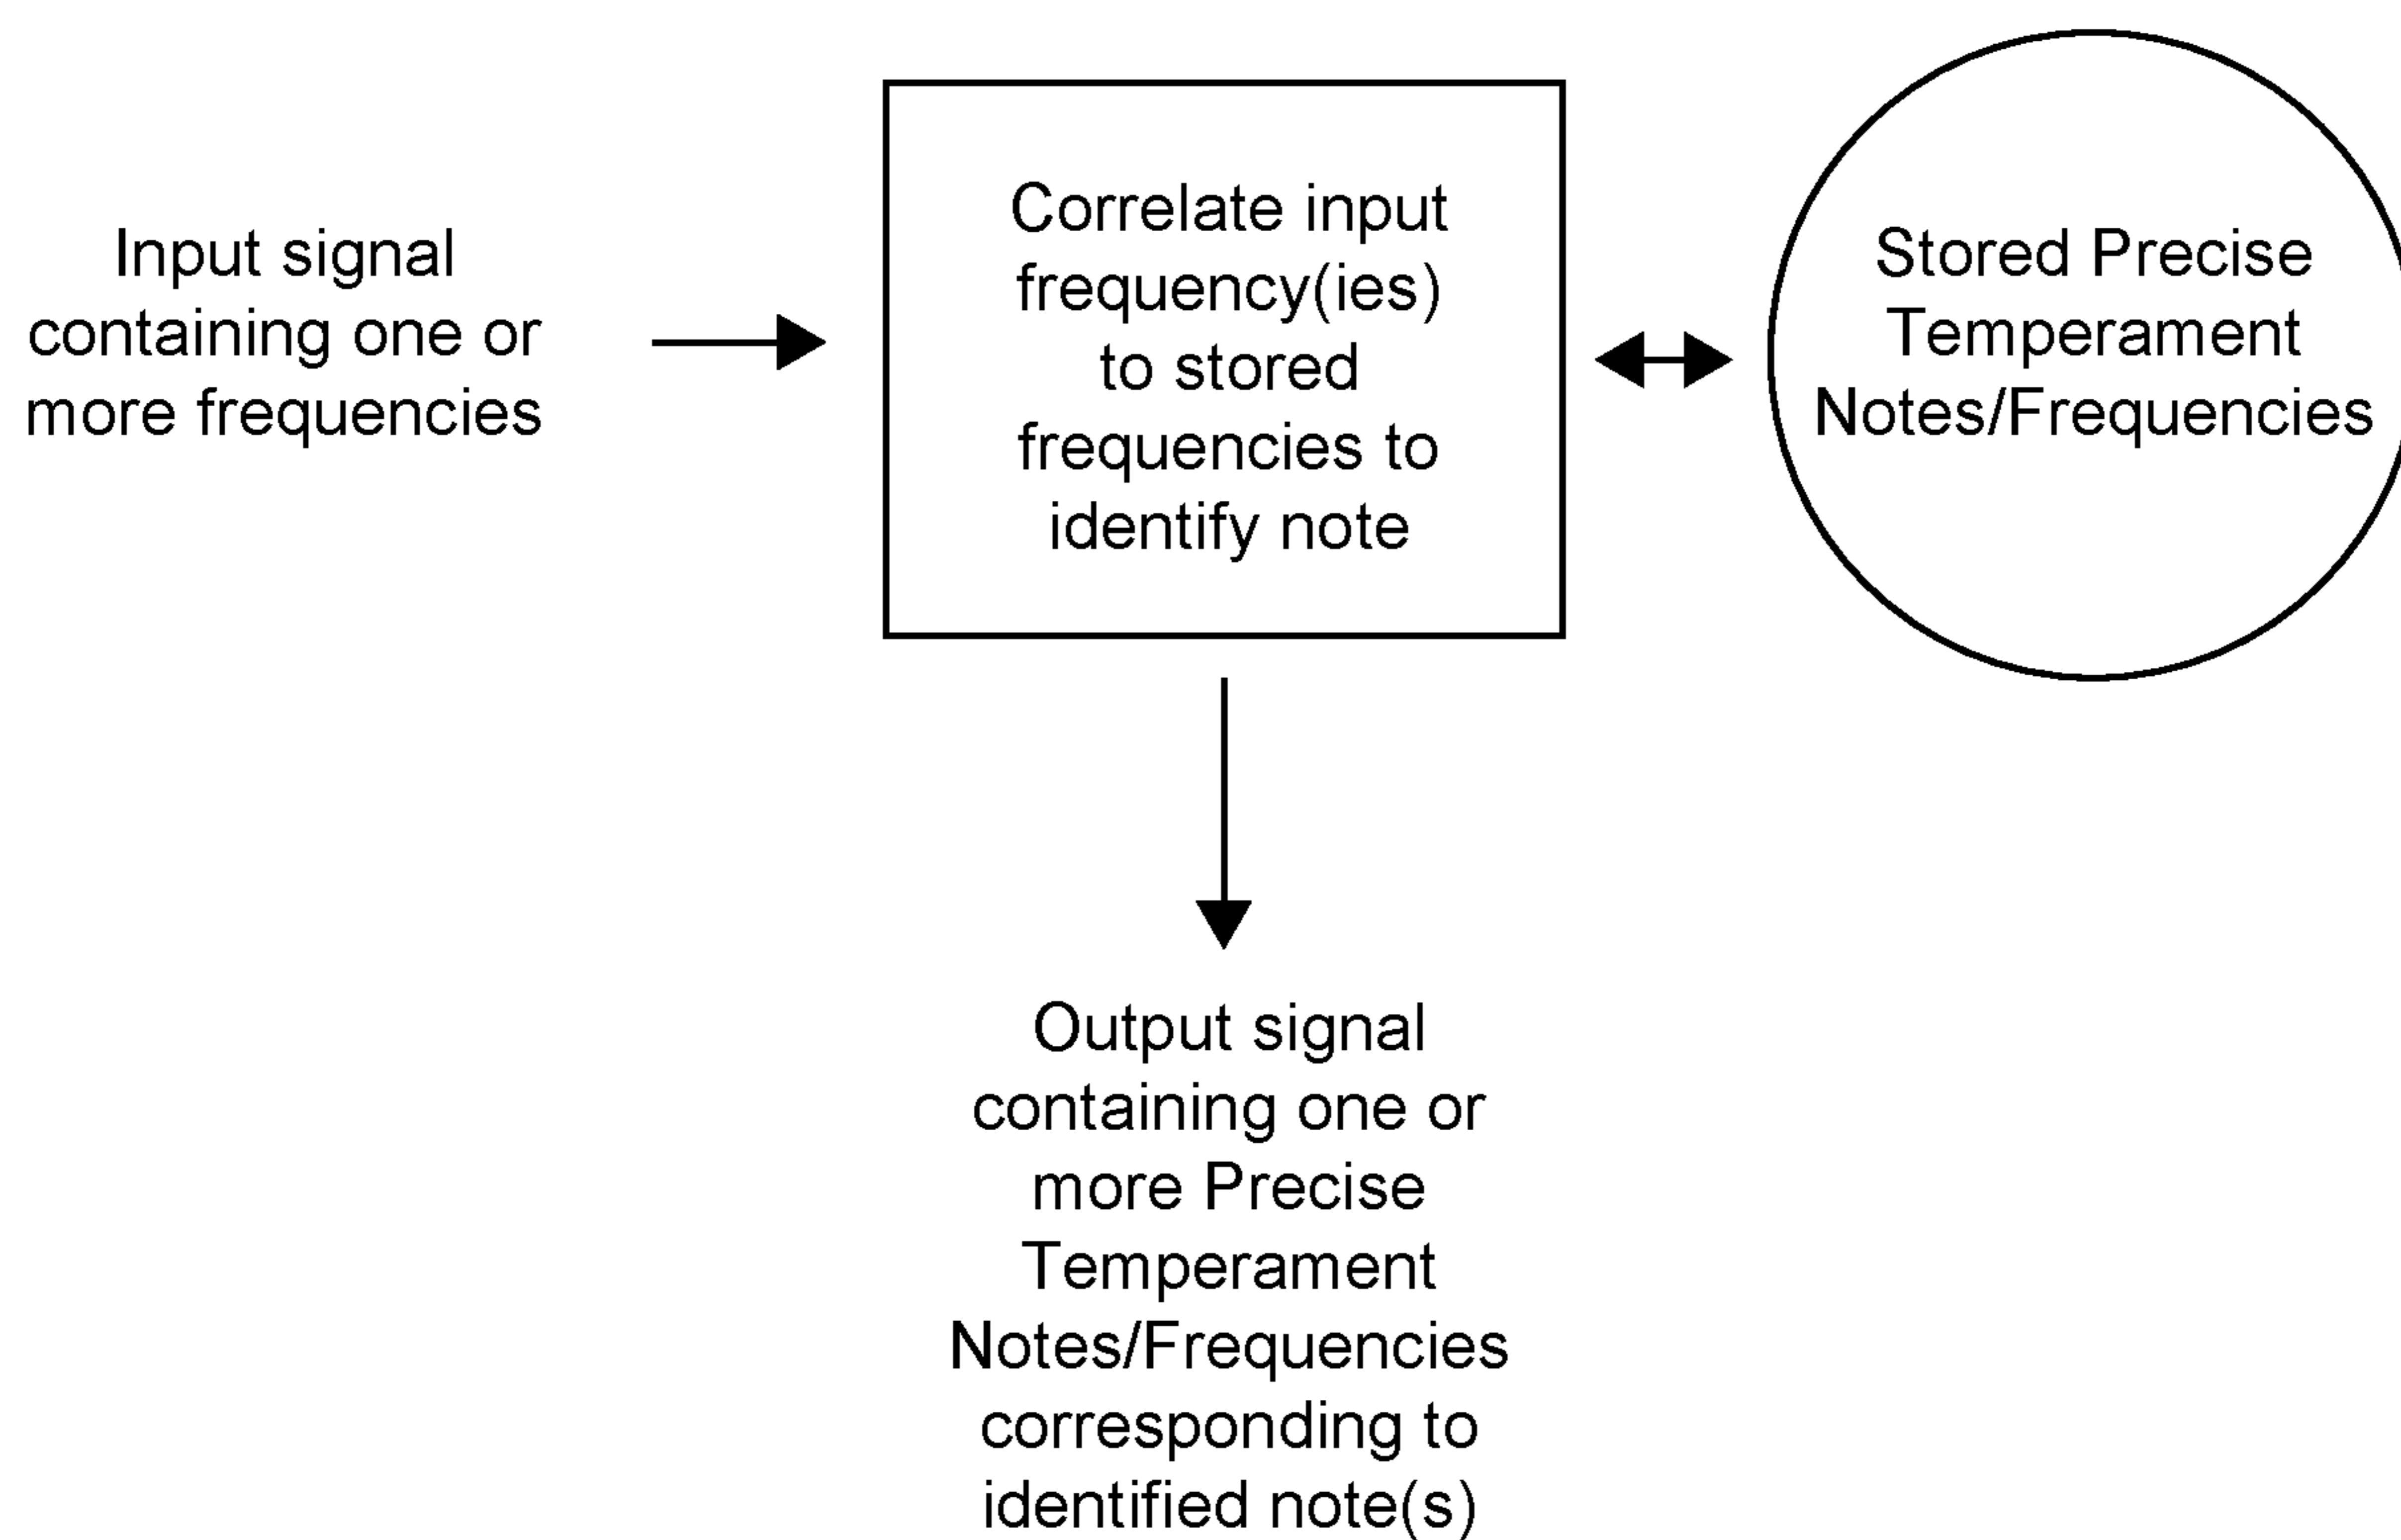 Input signal
containing one or
more frequencies
Correlate input
frequency(ies)
to stored
frequencies to
identify note
Stored Precise
Temperament
Notes/Frequencies
Output signal
containing one or
more Precise
Temperament
Notes/Frequencies
corresponding to
identified note(s)